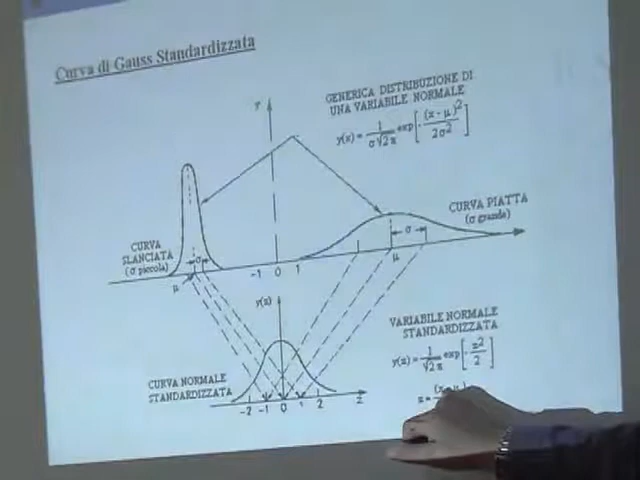 Curva di Gauss Standardizzata
Y
GENERICA DISTRIBUZIONE DI
UNA VARIABILE NORMALE
y(x) = 1/(σ√2π) exp[-(x-μ)²/2σ²]
CURVA PIATTA
(σ grande)
CURVA
SLANCIATA
(σ piccola)
σ
σ
μ
-1 0 1
μ
y(z)
VARIABILE NORMALE
STANDARDIZZATA
y(z) = 1/√2π exp[-z²/2]
CURVA NORMALE
STANDARDIZZATA
-2 -1 0 1 2 z
z = (x-μ)